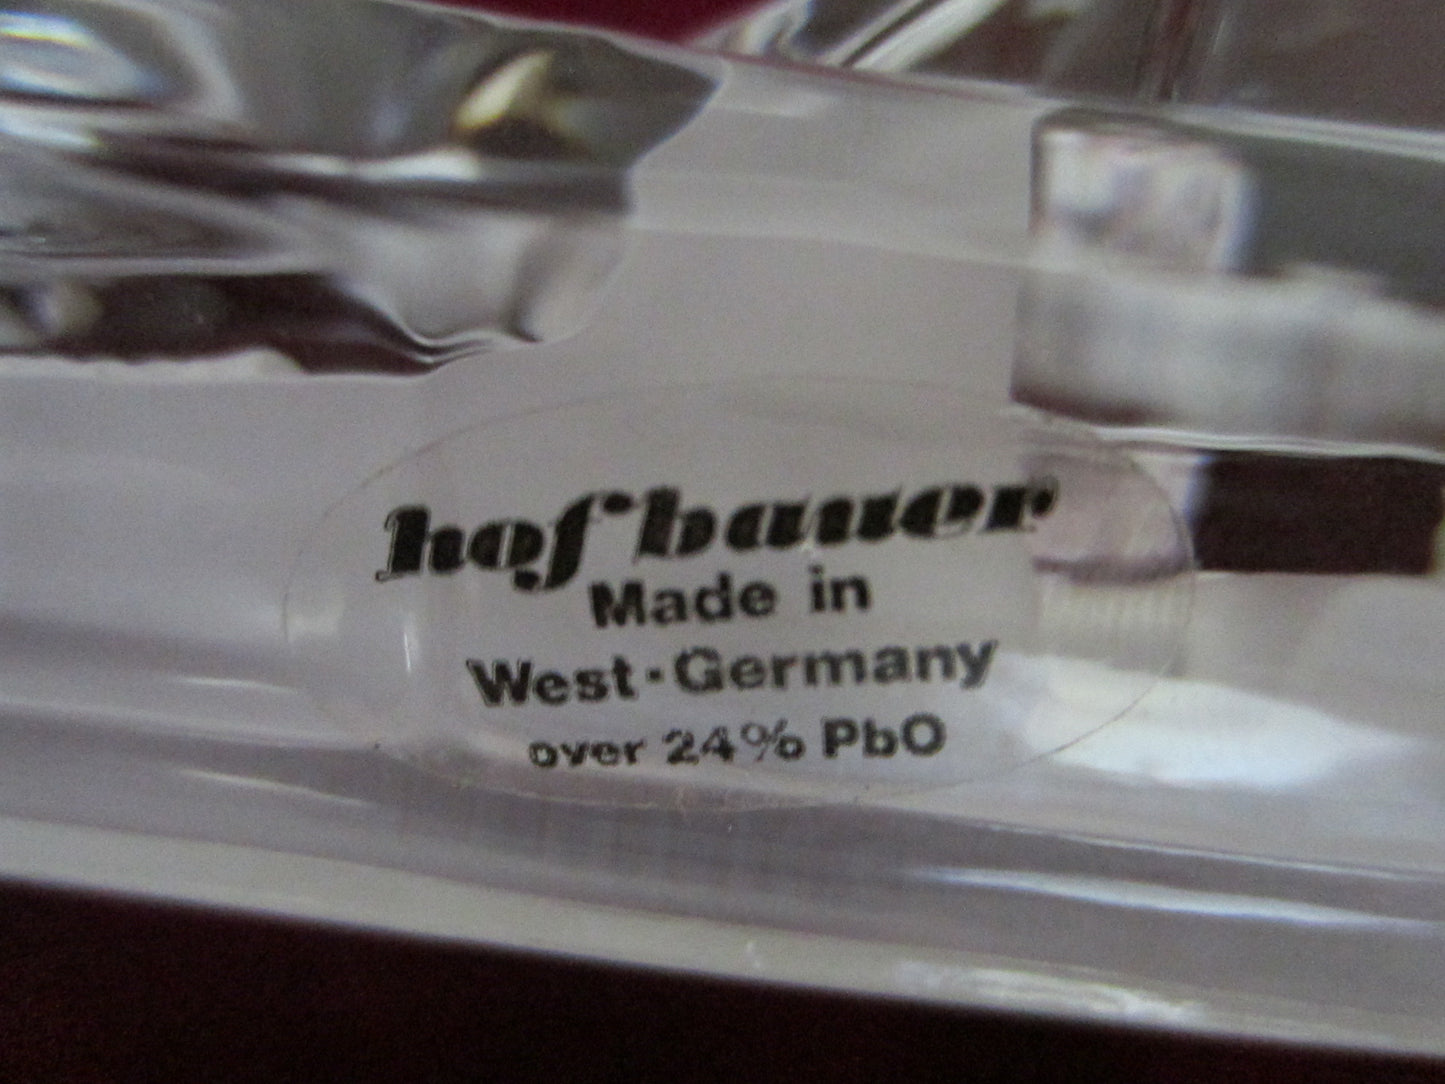 hofbauer
Made in
West-Germany
over 24% PbO